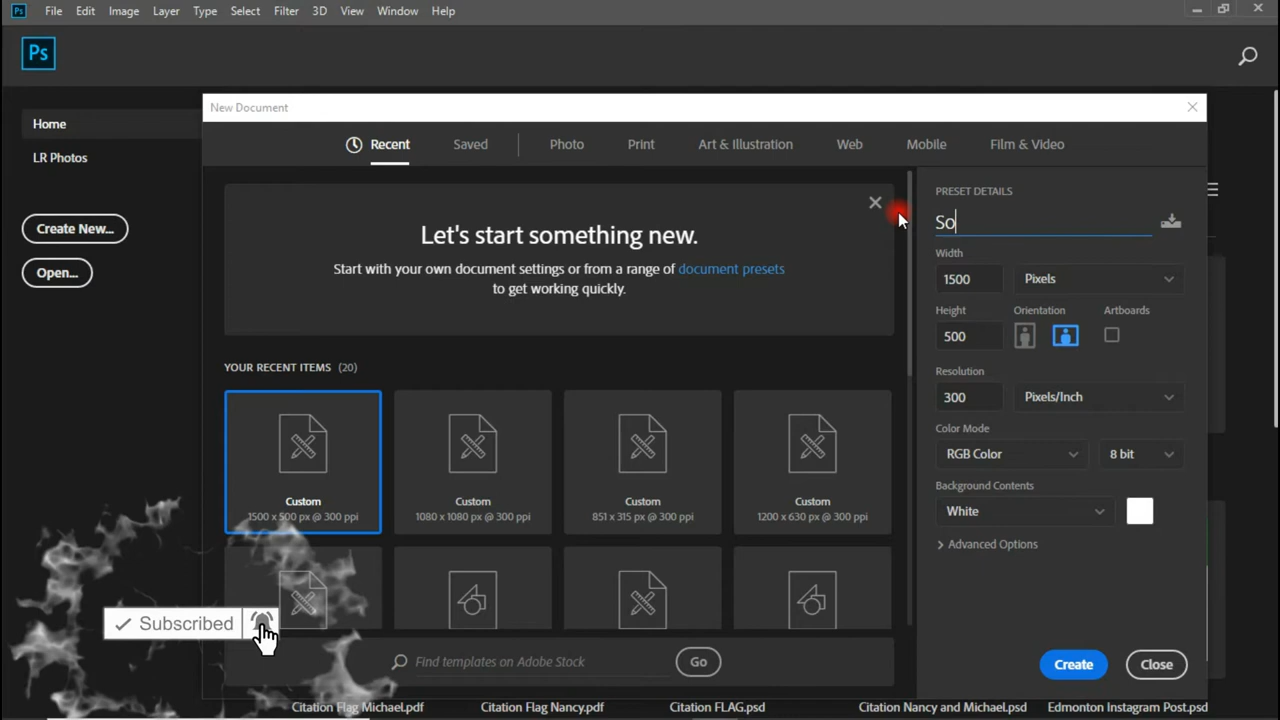 Ps File Edit Image Layer Type Select Filter 3D View Window Help
Ps
New Document
Home
LR Photos
Create New...
Open...
Recent Saved Photo Print Art & Illustration Web Mobile Film & Video
Let's start something new.
Start with your own document settings or from a range of document presets
to get working quickly.
YOUR RECENT ITEMS (20)
Custom
1500 x 500 px @ 300 ppi
Custom
1080 x 1080 px @ 300 ppi
Custom
851 x 315 px @ 300 ppi
Custom
1200 x 630 px @ 300 ppi
Find templates on Adobe Stock Go
PRESET DETAILS
So
Width
1500 Pixels
Height Orientation Artboards
500
Resolution
300 Pixels/Inch
Color Mode
RGB Color 8 bit
Background Contents
White
Advanced Options
Create Close
Subscribed
Citation Flag Michael.pdf Citation Flag Nancy.pdf Citation FLAG.psd Citation Nancy and Michael.psd Edmonton Instagram Post.psd